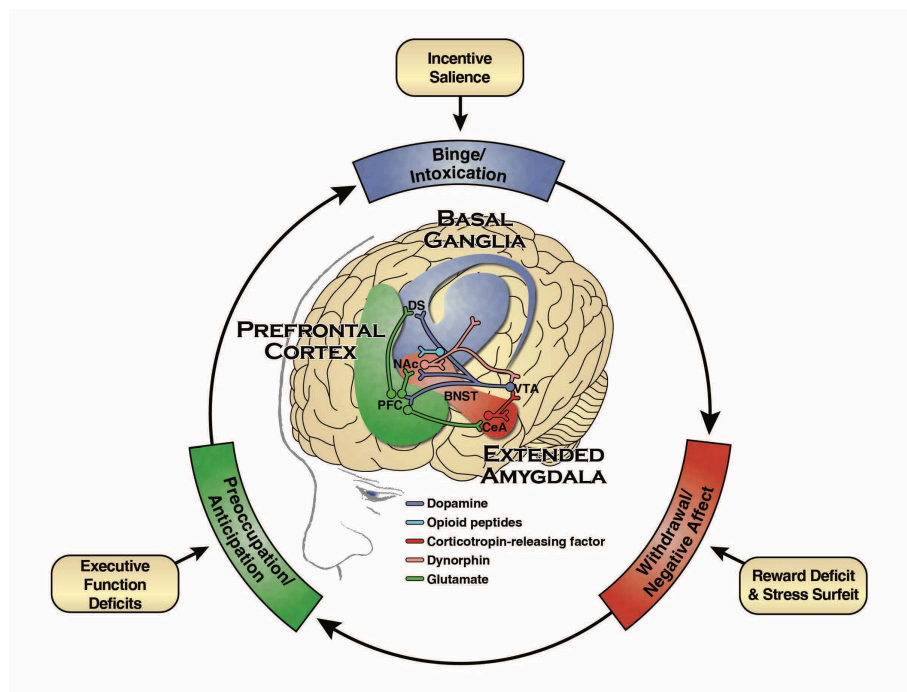 Incentive
Salience
Binge/
Intoxication
BASAL
GANGLIA
PREFRONTAL
CORTEX
DS
NAc
VTA
BNST
PFC
CeA
EXTENDED
AMYGDALA
Dopamine
Opioid peptides
Corticotropin-releasing factor
Dynorphin
Glutamate
Preoccupation/
Anticipation
Withdrawal/
Negative Affect
Executive
Function
Deficits
Reward Deficit
& Stress Surfeit